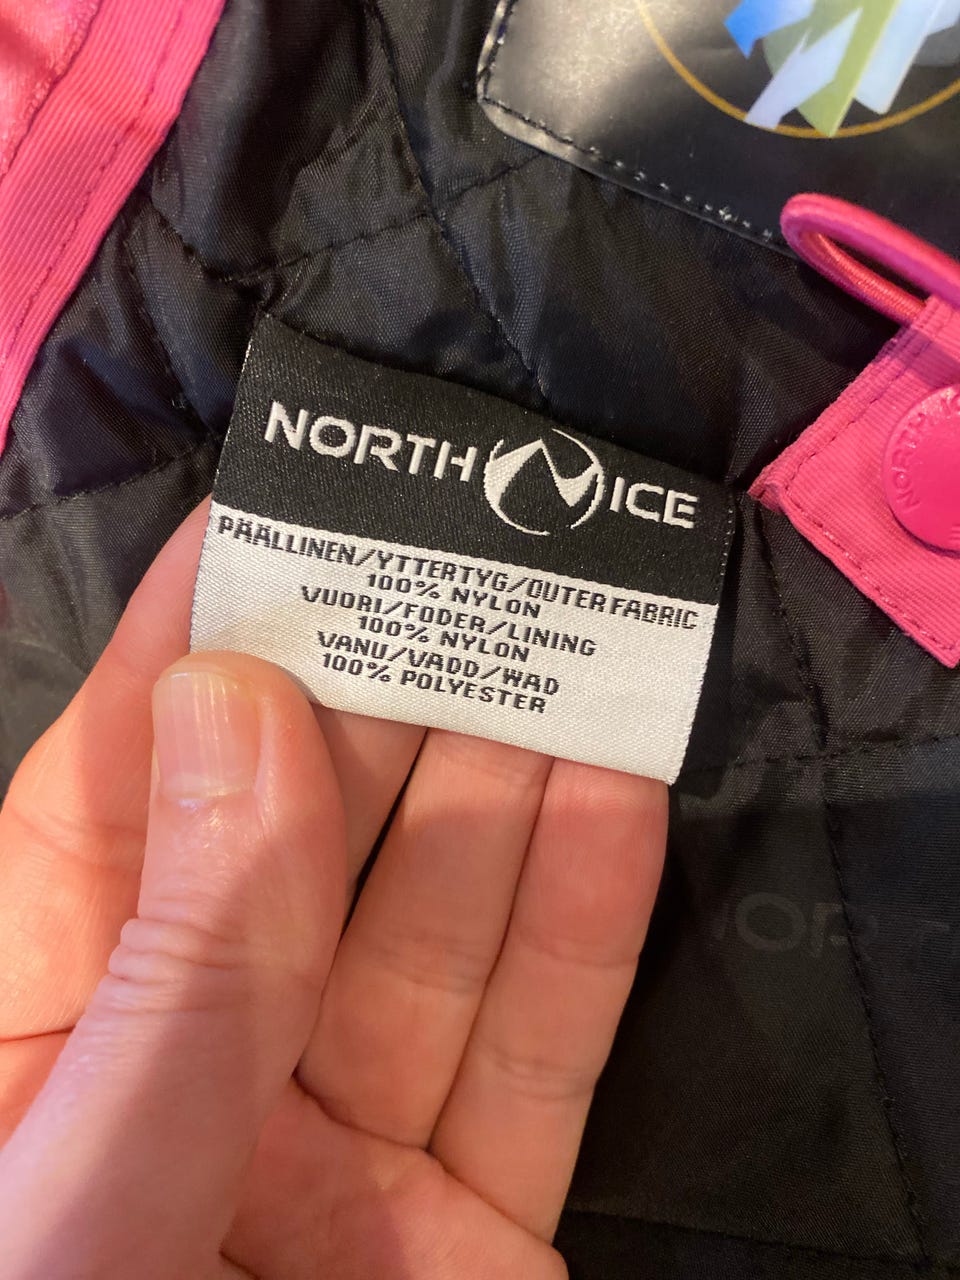 NORTH ICE
PÄÄLLINEN/YTTERTYG/OUTER FABRIC
100% NYLON
VUORI/FODER/LINING
100% NYLON
VANU/VADD/WAD
100% POLYESTER